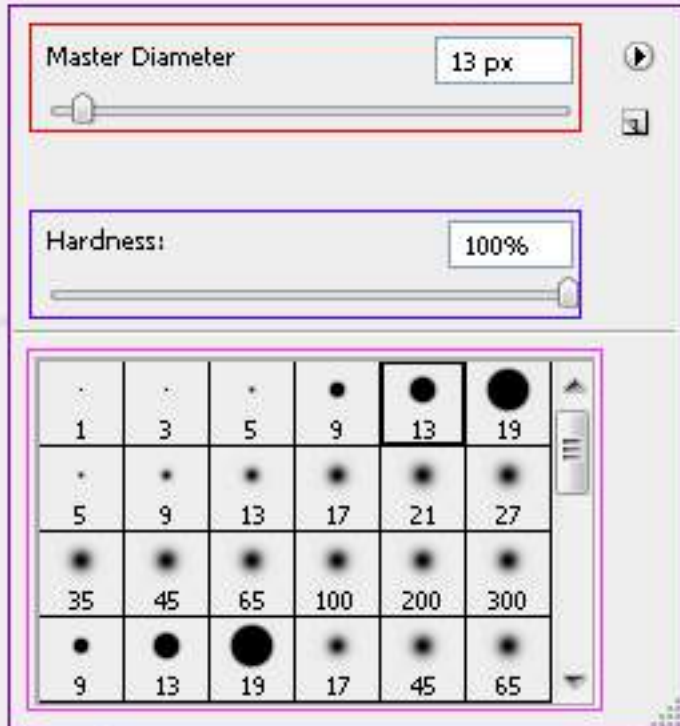 Master Diameter 13 px
Hardness: 100%
1 3 5 9 13 19
5 9 13 17 21 27
35 45 65 100 200 300
9 13 19 17 45 65